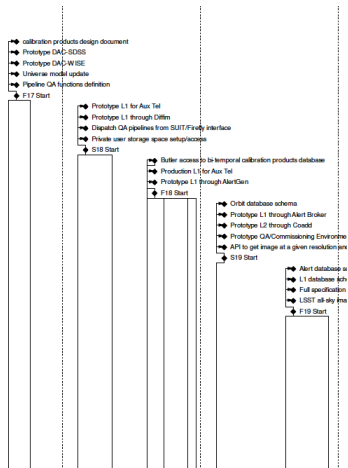 calibration products design document
Prototype DAC-SDSS
Prototype DAC-WISE
Universe model update
Pipeline QA functions definition
F17 Start
Prototype L1 for Aux Tel
Prototype L1 through Diffim
Dispatch QA pipelines from SUIT/Firefly interface
Private user storage space setup/access
S18 Start
Butler access to bi-temporal calibration products database
Production L1 for Aux Tel
Prototype L1 through AlertGen
F18 Start
Orbit database schema
Prototype L1 through Alert Broker
Prototype L2 through Coadd
Prototype QA/Commissioning Environme
API to get image at a given resolution and
S19 Start
Alert database s
L1 database sch
Full specification
LSST all-sky ima
F19 Start